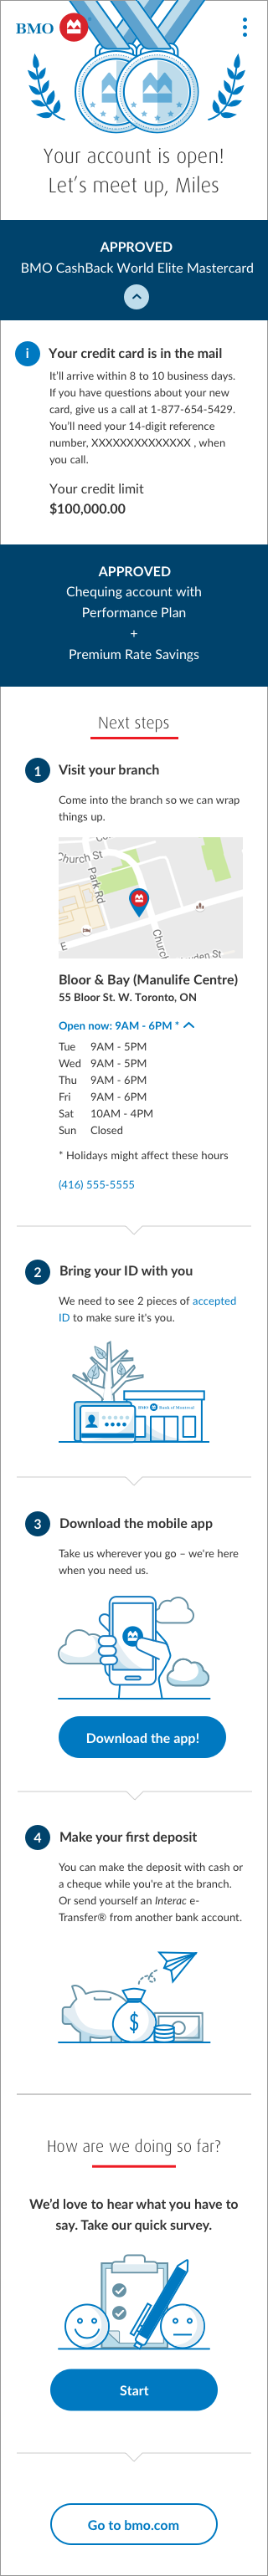 BMO
Your account is open!
Let's meet up, Miles
APPROVED
BMO CashBack World Elite Mastercard
i
Your credit card is in the mail
It'll arrive within 8 to 10 business days.
If you have questions about your new
card, give us a call at 1-877-654-5429.
You'll need your 14-digit reference
number, XXXXXXXXXXXXXX , when
you call.
Your credit limit
$100,000.00
APPROVED
Chequing account with
Performance Plan
+
Premium Rate Savings
Next steps
1 Visit your branch
Come into the branch so we can wrap
things up.
Church St
Park Rd
Church
den St
E
Bloor & Bay (Manulife Centre)
55 Bloor St. W. Toronto, ON
Open now: 9AM - 6PM *
Tue 9AM - 5PM
Wed 9AM - 5PM
Thu 9AM - 6PM
Fri 9AM - 6PM
Sat 10AM - 4PM
Sun Closed
* Holidays might affect these hours
(416) 555-5555
2 Bring your ID with you
We need to see 2 pieces of accepted
ID to make sure it's you.
BMO Bank of Montreal
3 Download the mobile app
Take us wherever you go – we're here
when you need us.
Download the app!
4 Make your first deposit
You can make the deposit with cash or
a cheque while you're at the branch.
Or send yourself an Interac e-
Transfer® from another bank account.
$
How are we doing so far?
We'd love to hear what you have to
say. Take our quick survey.
Start
Go to bmo.com